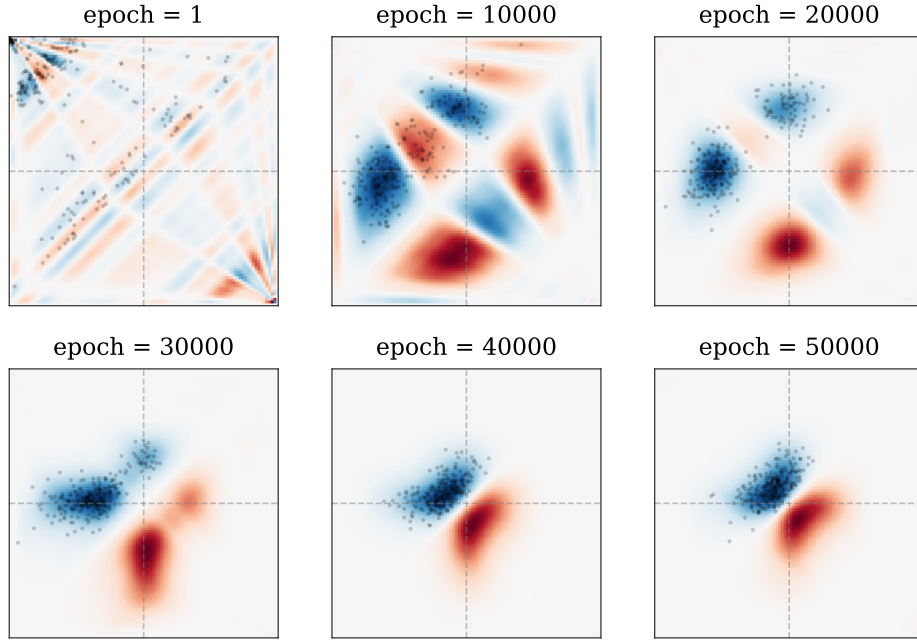 epoch = 1
epoch = 10000
epoch = 20000
epoch = 30000
epoch = 40000
epoch = 50000